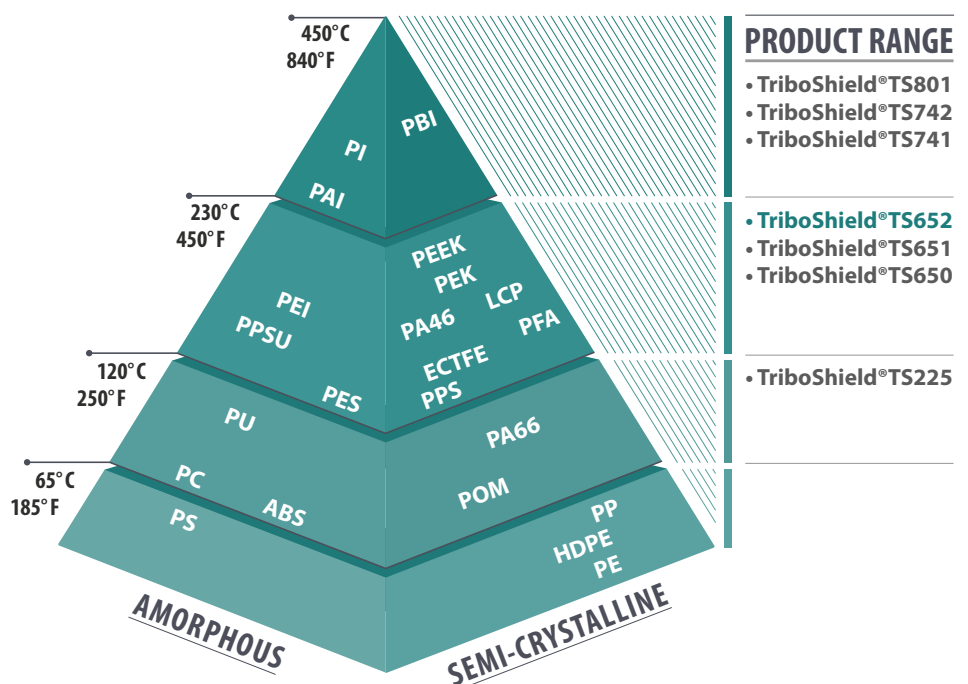 450°C
840°F
PRODUCT RANGE
• TriboShield®TS801
• TriboShield®TS742
• TriboShield®TS741
PBI
PI
PAI
230°C
450°F
• TriboShield®TS652
• TriboShield®TS651
• TriboShield®TS650
PEEK
PEK
LCP
PEI
PA46
PFA
PPSU
ECTFE
PES
PPS
120°C
250°F
• TriboShield®TS225
PU
PA66
PC
POM
ABS
65°C
185°F
PS
PP
HDPE
PE
AMORPHOUS
SEMI-CRYSTALLINE